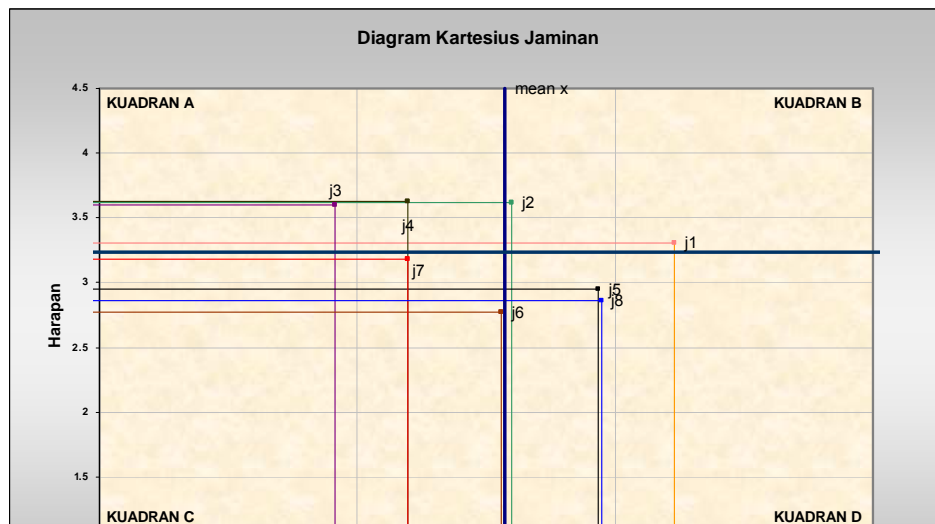 Diagram Kartesius Jaminan
4.5
mean x
KUADRAN A
KUADRAN B
4
j3
3.5
j2
j4
j1
j7
3
j5
j8
j6
Harapan
2.5
2
1.5
KUADRAN C
KUADRAN D